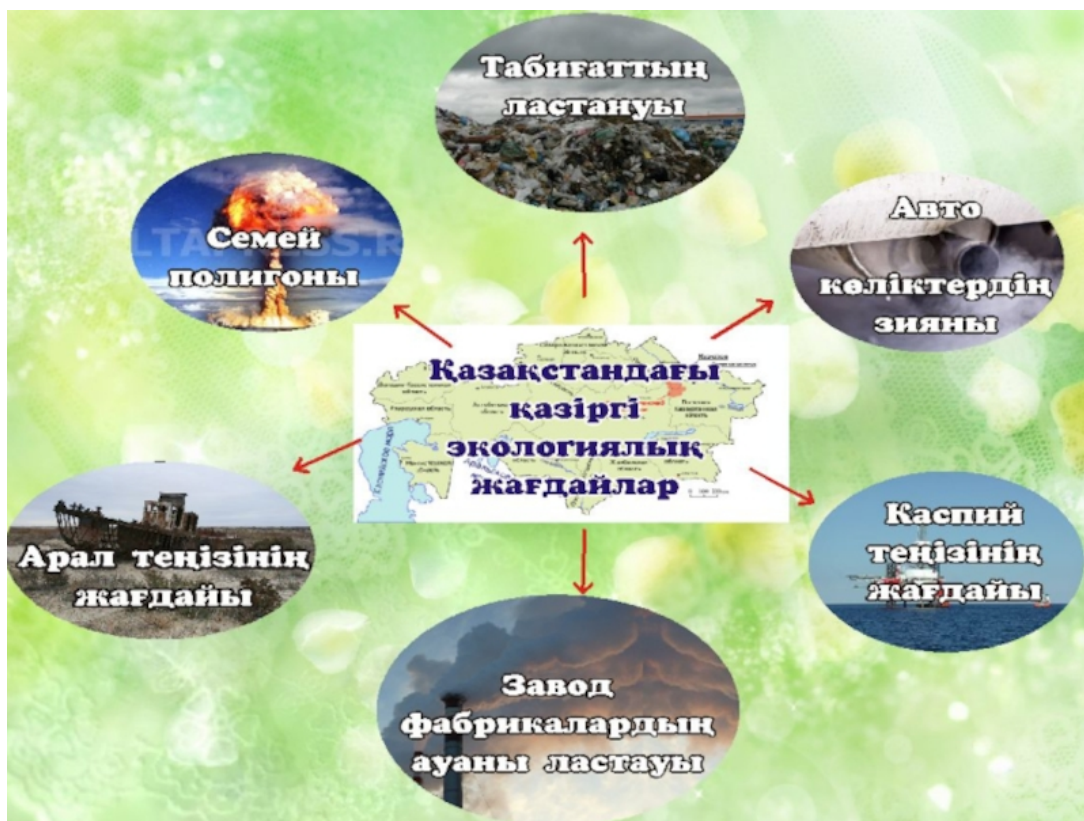 Табиғаттың
ластануы
Семей
полигоны
Авто
көліктердің
зияны
Қазақстандағы
қазіргі
экологиялық
жағдайлар
Арал теңізінің
жағдайы
Каспий
теңізінің
жағдайы
Завод
фабрикалардың
ауаны ластауы